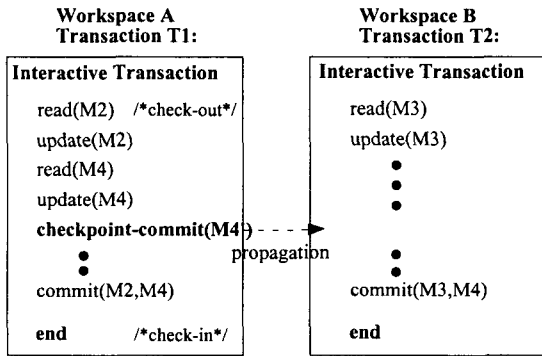 Workspace A
Transaction T1:
Interactive Transaction
read(M2) /*check-out*/
update(M2)
read(M4)
update(M4)
checkpoint-commit(M4)
propagation
commit(M2,M4)
end /*check-in*/
Workspace B
Transaction T2:
Interactive Transaction
read(M3)
update(M3)
commit(M3,M4)
end